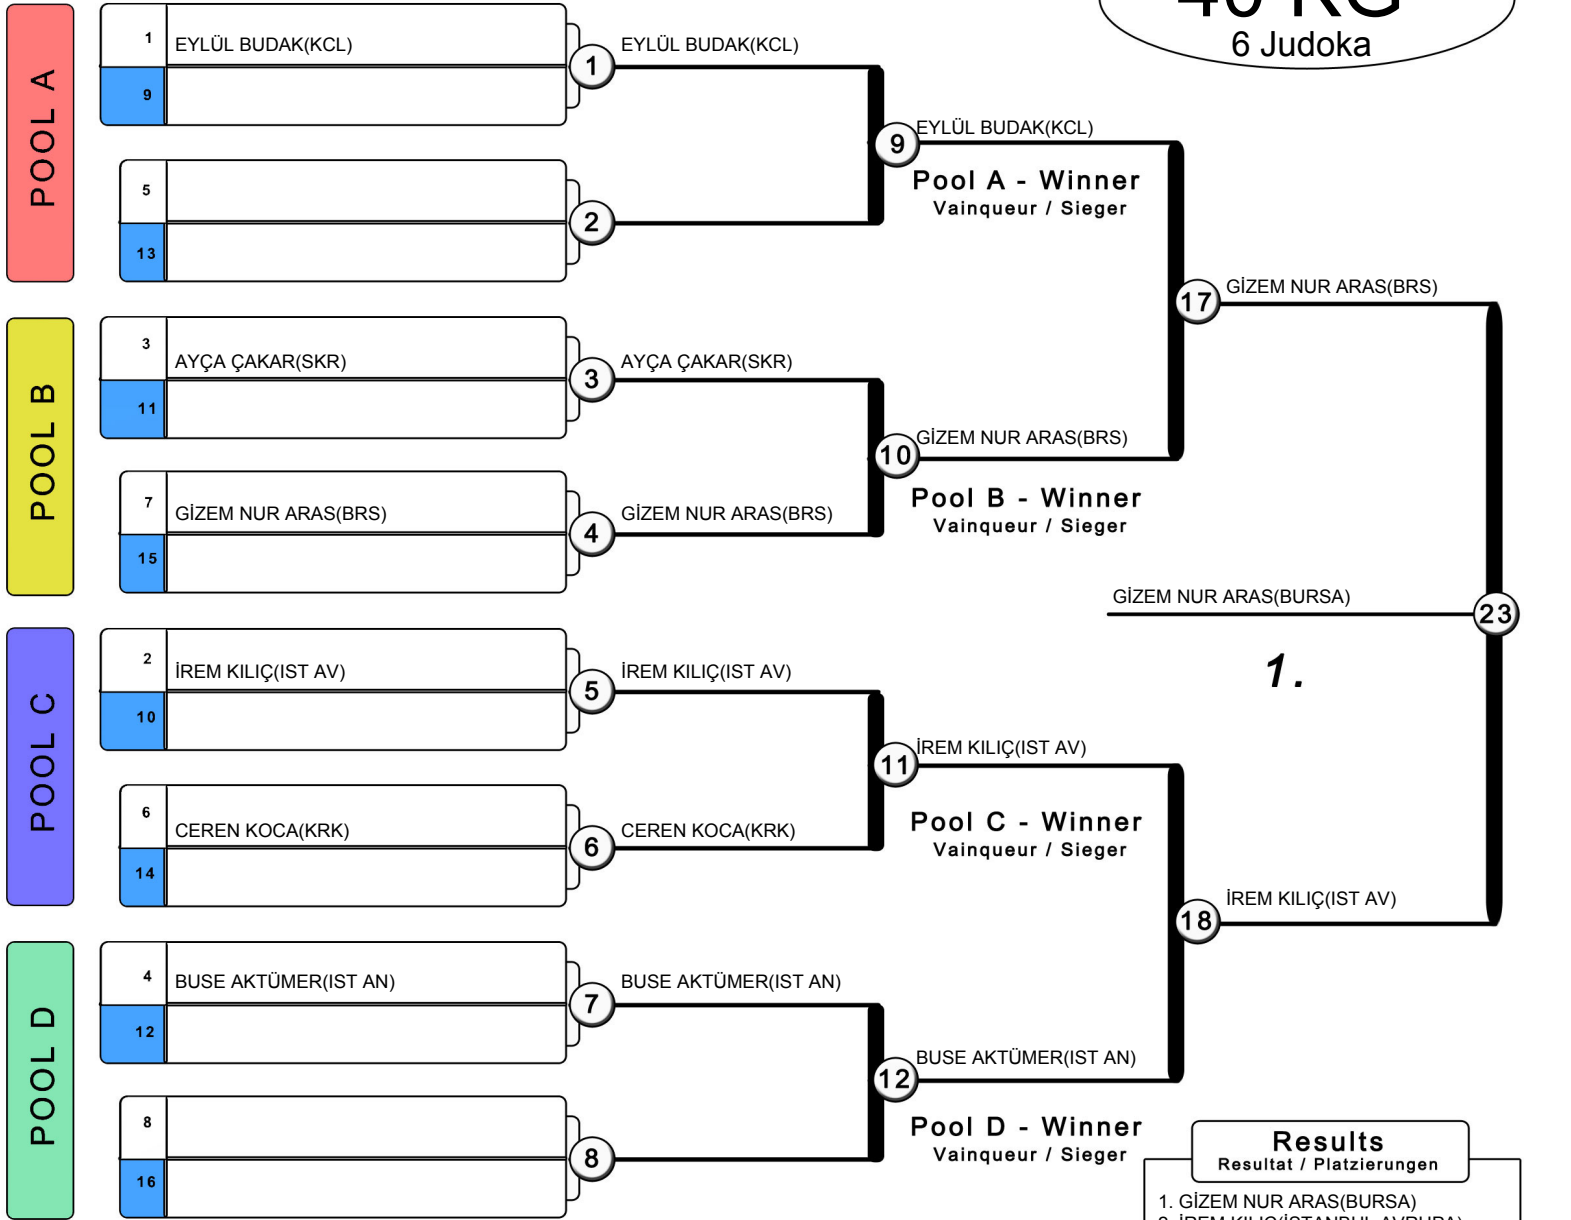 40 KG
6 Judoka
POOL A
1 EYLÜL BUDAK(KCL)
9
1 EYLÜL BUDAK(KCL)
5
13
2
9 EYLÜL BUDAK(KCL)
Pool A - Winner
Vainqueur / Sieger
POOL B
3 AYÇA ÇAKAR(SKR)
11
3 AYÇA ÇAKAR(SKR)
7 GİZEM NUR ARAS(BRS)
15
4 GİZEM NUR ARAS(BRS)
10 GİZEM NUR ARAS(BRS)
Pool B - Winner
Vainqueur / Sieger
17 GİZEM NUR ARAS(BRS)
GİZEM NUR ARAS(BURSA)
23
1.
POOL C
2 İREM KILIÇ(IST AV)
10
5 İREM KILIÇ(IST AV)
6 CEREN KOCA(KRK)
14
6 CEREN KOCA(KRK)
11 İREM KILIÇ(IST AV)
Pool C - Winner
Vainqueur / Sieger
18 İREM KILIÇ(IST AV)
POOL D
4 BUSE AKTÜMER(IST AN)
12
7 BUSE AKTÜMER(IST AN)
8
16
8
12 BUSE AKTÜMER(IST AN)
Pool D - Winner
Vainqueur / Sieger
Results
Resultat / Platzierungen
1. GİZEM NUR ARAS(BURSA)
2. İREM KILIÇ(İSTANBUL AVRUPA)